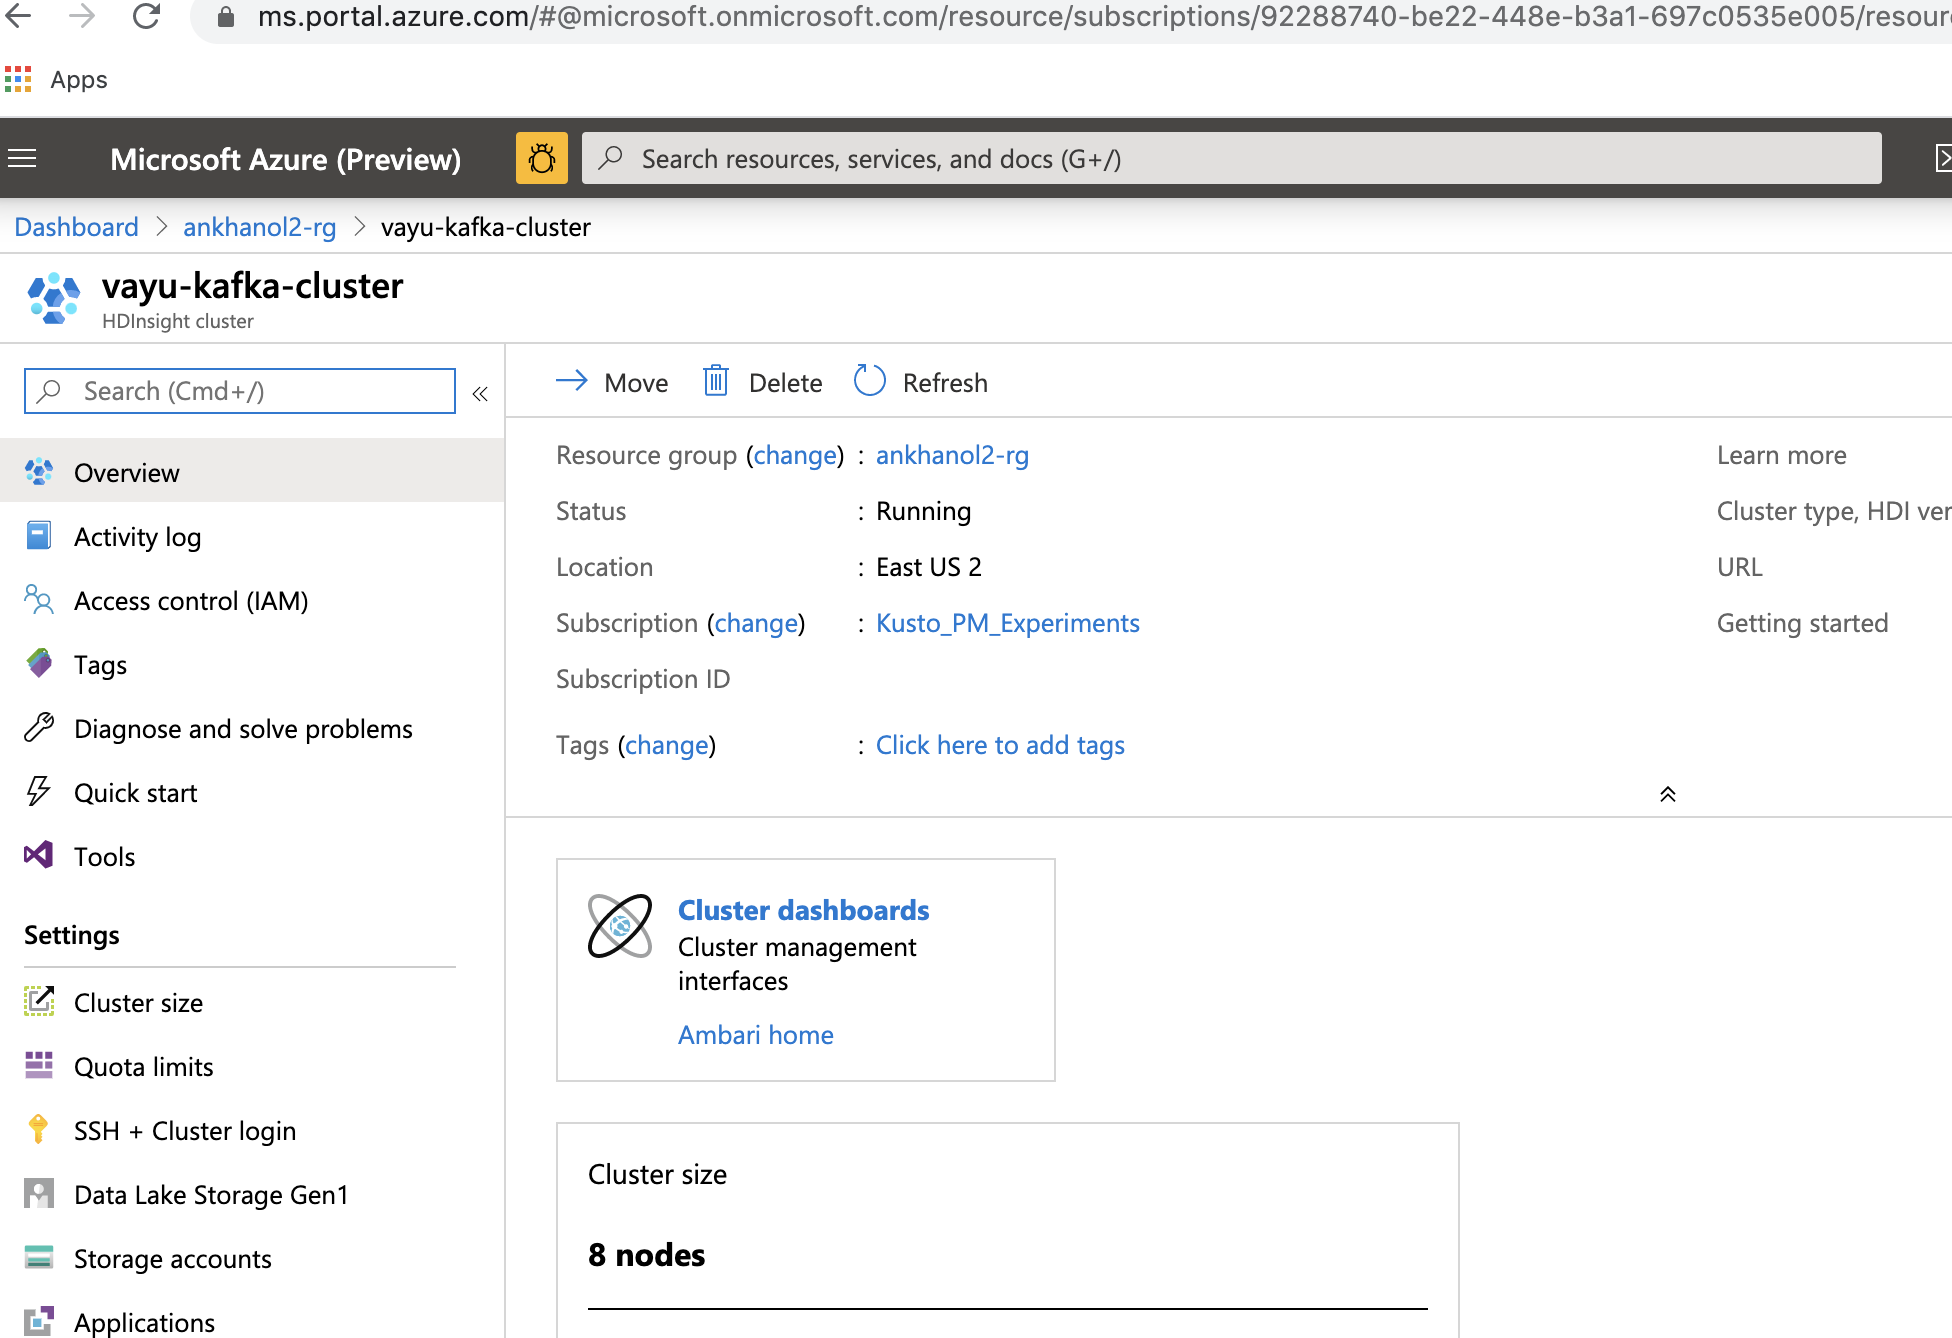 ms.portal.azure.com/#@microsoft.onmicrosoft.com/resource/subscriptions/92288740-be22-448e-b3a1-697c0535e005/resour
Apps
Microsoft Azure (Preview)
Search resources, services, and docs (G+/)
Dashboard > ankhanol2-rg > vayu-kafka-cluster
vayu-kafka-cluster
HDInsight cluster
Search (Cmd+/)
«
Overview
Activity log
Access control (IAM)
Tags
Diagnose and solve problems
Quick start
Tools
Settings
Cluster size
Quota limits
SSH + Cluster login
Data Lake Storage Gen1
Storage accounts
Applications
Move Delete Refresh
Resource group (change) : ankhanol2-rg
Status : Running
Location : East US 2
Subscription (change) : Kusto_PM_Experiments
Subscription ID
Tags (change) : Click here to add tags
Learn more
Cluster type, HDI ver
URL
Getting started
Cluster dashboards
Cluster management
interfaces
Ambari home
Cluster size
8 nodes